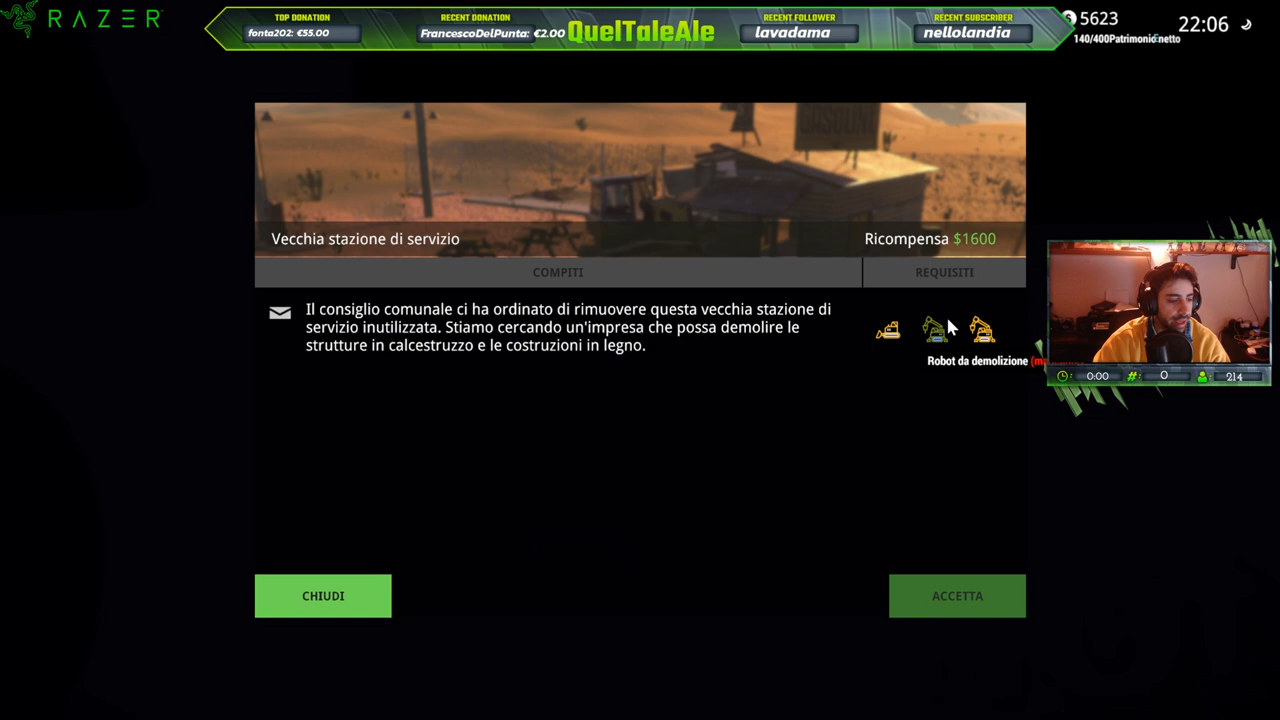 RAZER
TOP DONATION
fonta202: €55.00
RECENT DONATION
FrancescoDelPunta: €2.00
QuelTaleAle
RECENT FOLLOWER
lavadama
RECENT SUBSCRIBER
nellolandia
5623
140/400Patrimonio netto
22:06
GASOLINE
Vecchia stazione di servizio
Ricompensa $1600
COMPITI
REQUISITI
Il consiglio comunale ci ha ordinato di rimuovere questa vecchia stazione di
servizio inutilizzata. Stiamo cercando un'impresa che possa demolire le
strutture in calcestruzzo e le costruzioni in legno.
Robot da demolizione
0:00
#:
0
214
CHIUDI
ACCETTA